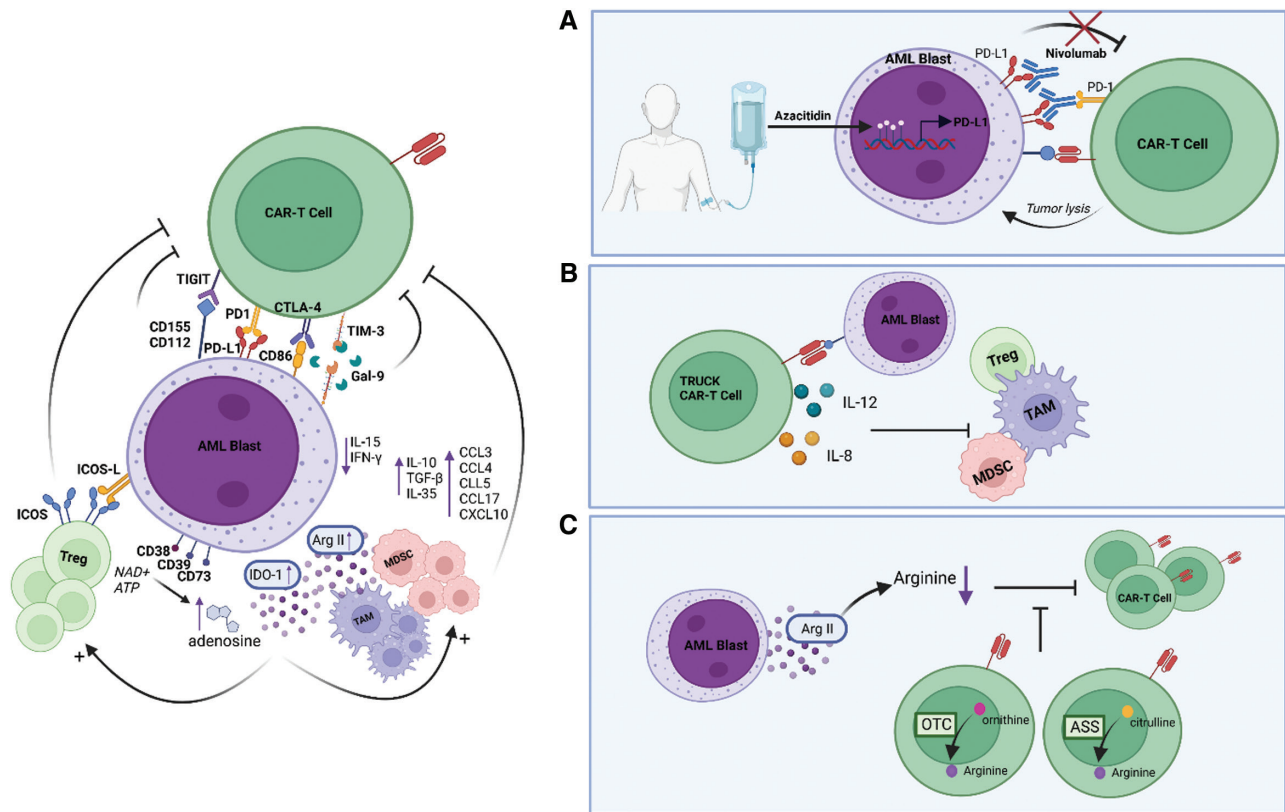 CAR-T Cell
TIGIT
CD155
CD112
PD1
PD-L1
CTLA-4
CD86
TIM-3
Gal-9
AML Blast
IL-15
IFN-γ
IL-10
TGF-β
IL-35
CCL3
CCL4
CLL5
CCL17
CXCL10
ICOS-L
ICOS
Treg
CD38
CD39
CD73
NAD+
ATP
adenosine
IDO-1
Arg II
MDSC
TAM
+
+
A
AML Blast
PD-L1
Nivolumab
PD-1
Azacitidin
PD-L1
CAR-T Cell
Tumor lysis
B
AML Blast
TRUCK
CAR-T Cell
IL-12
IL-8
Treg
TAM
MDSC
C
AML Blast
Arg II
Arginine
CAR-T Cell
OTC
ornithine
Arginine
ASS
citrulline
Arginine